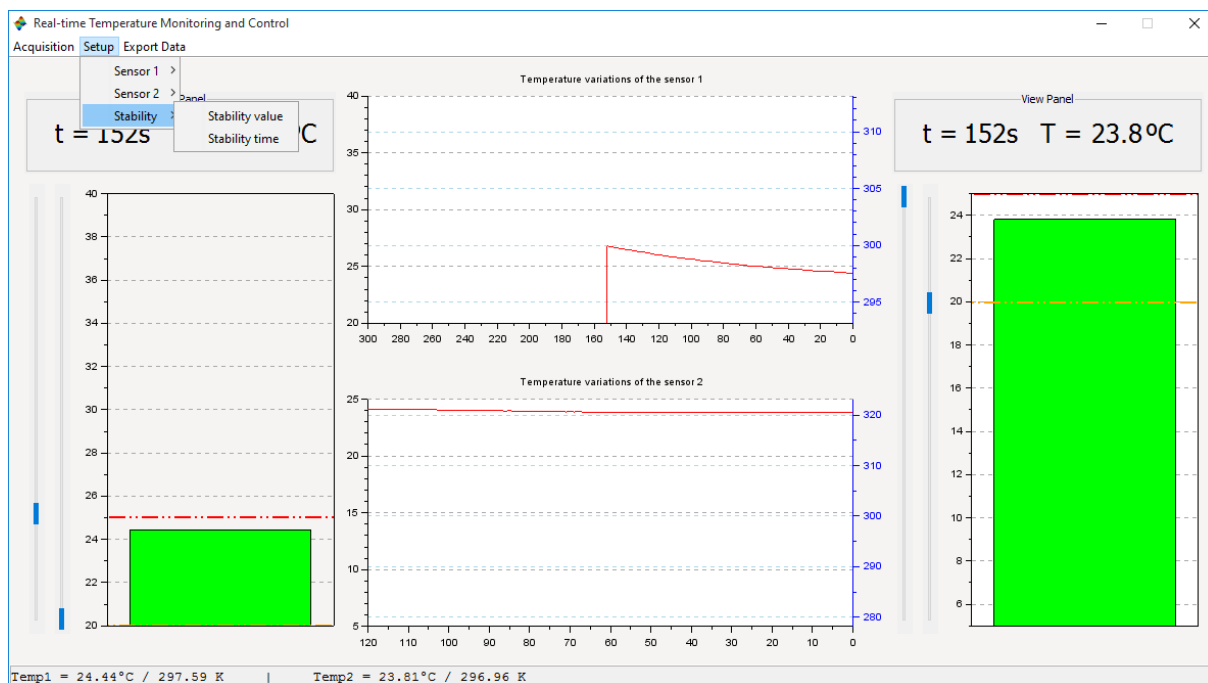 Real-time Temperature Monitoring and Control
Acquisition Setup Export Data
Sensor 1
Sensor 2
Stability
Stability value
Stability time
Panel
t = 152s ºC
40
38
36
34
32
30
28
26
24
22
20
Temperature variations of the sensor 1
40
35
30
25
20
310
305
300
295
300 280 260 240 220 200 180 160 140 120 100 80 60 40 20 0
Temperature variations of the sensor 2
25
20
15
10
5
320
310
300
290
280
120 110 100 90 80 70 60 50 40 30 20 10 0
View Panel
t = 152s T = 23.8ºC
24
22
20
18
16
14
12
10
8
6
Temp1 = 24.44°C / 297.59 K | Temp2 = 23.81°C / 296.96 K